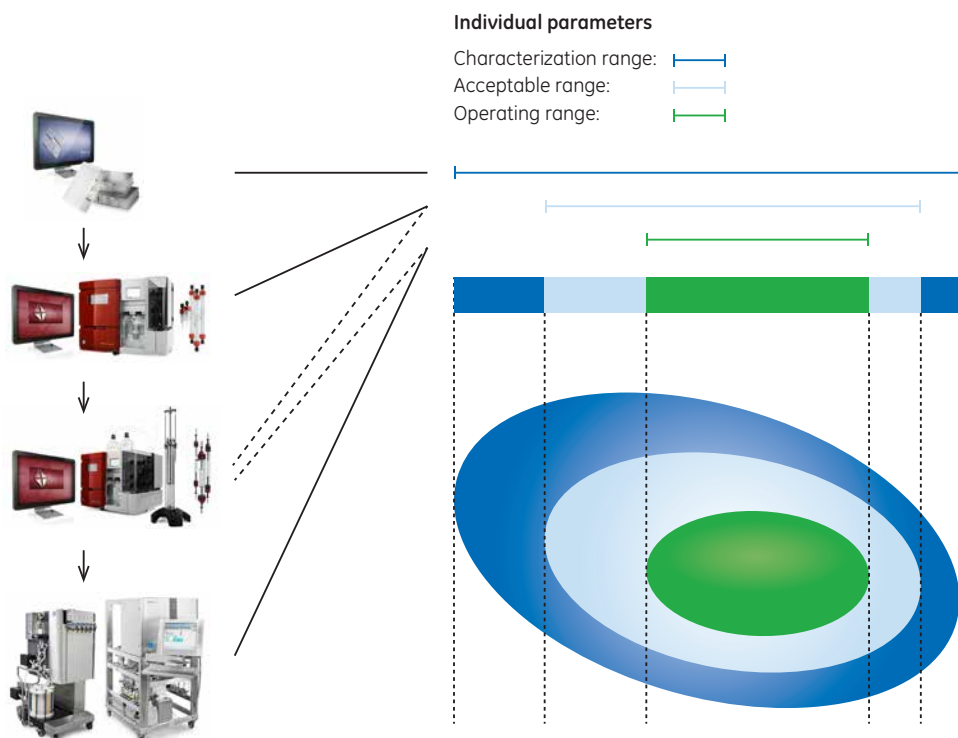 Individual parameters
Characterization range:
Acceptable range:
Operating range: